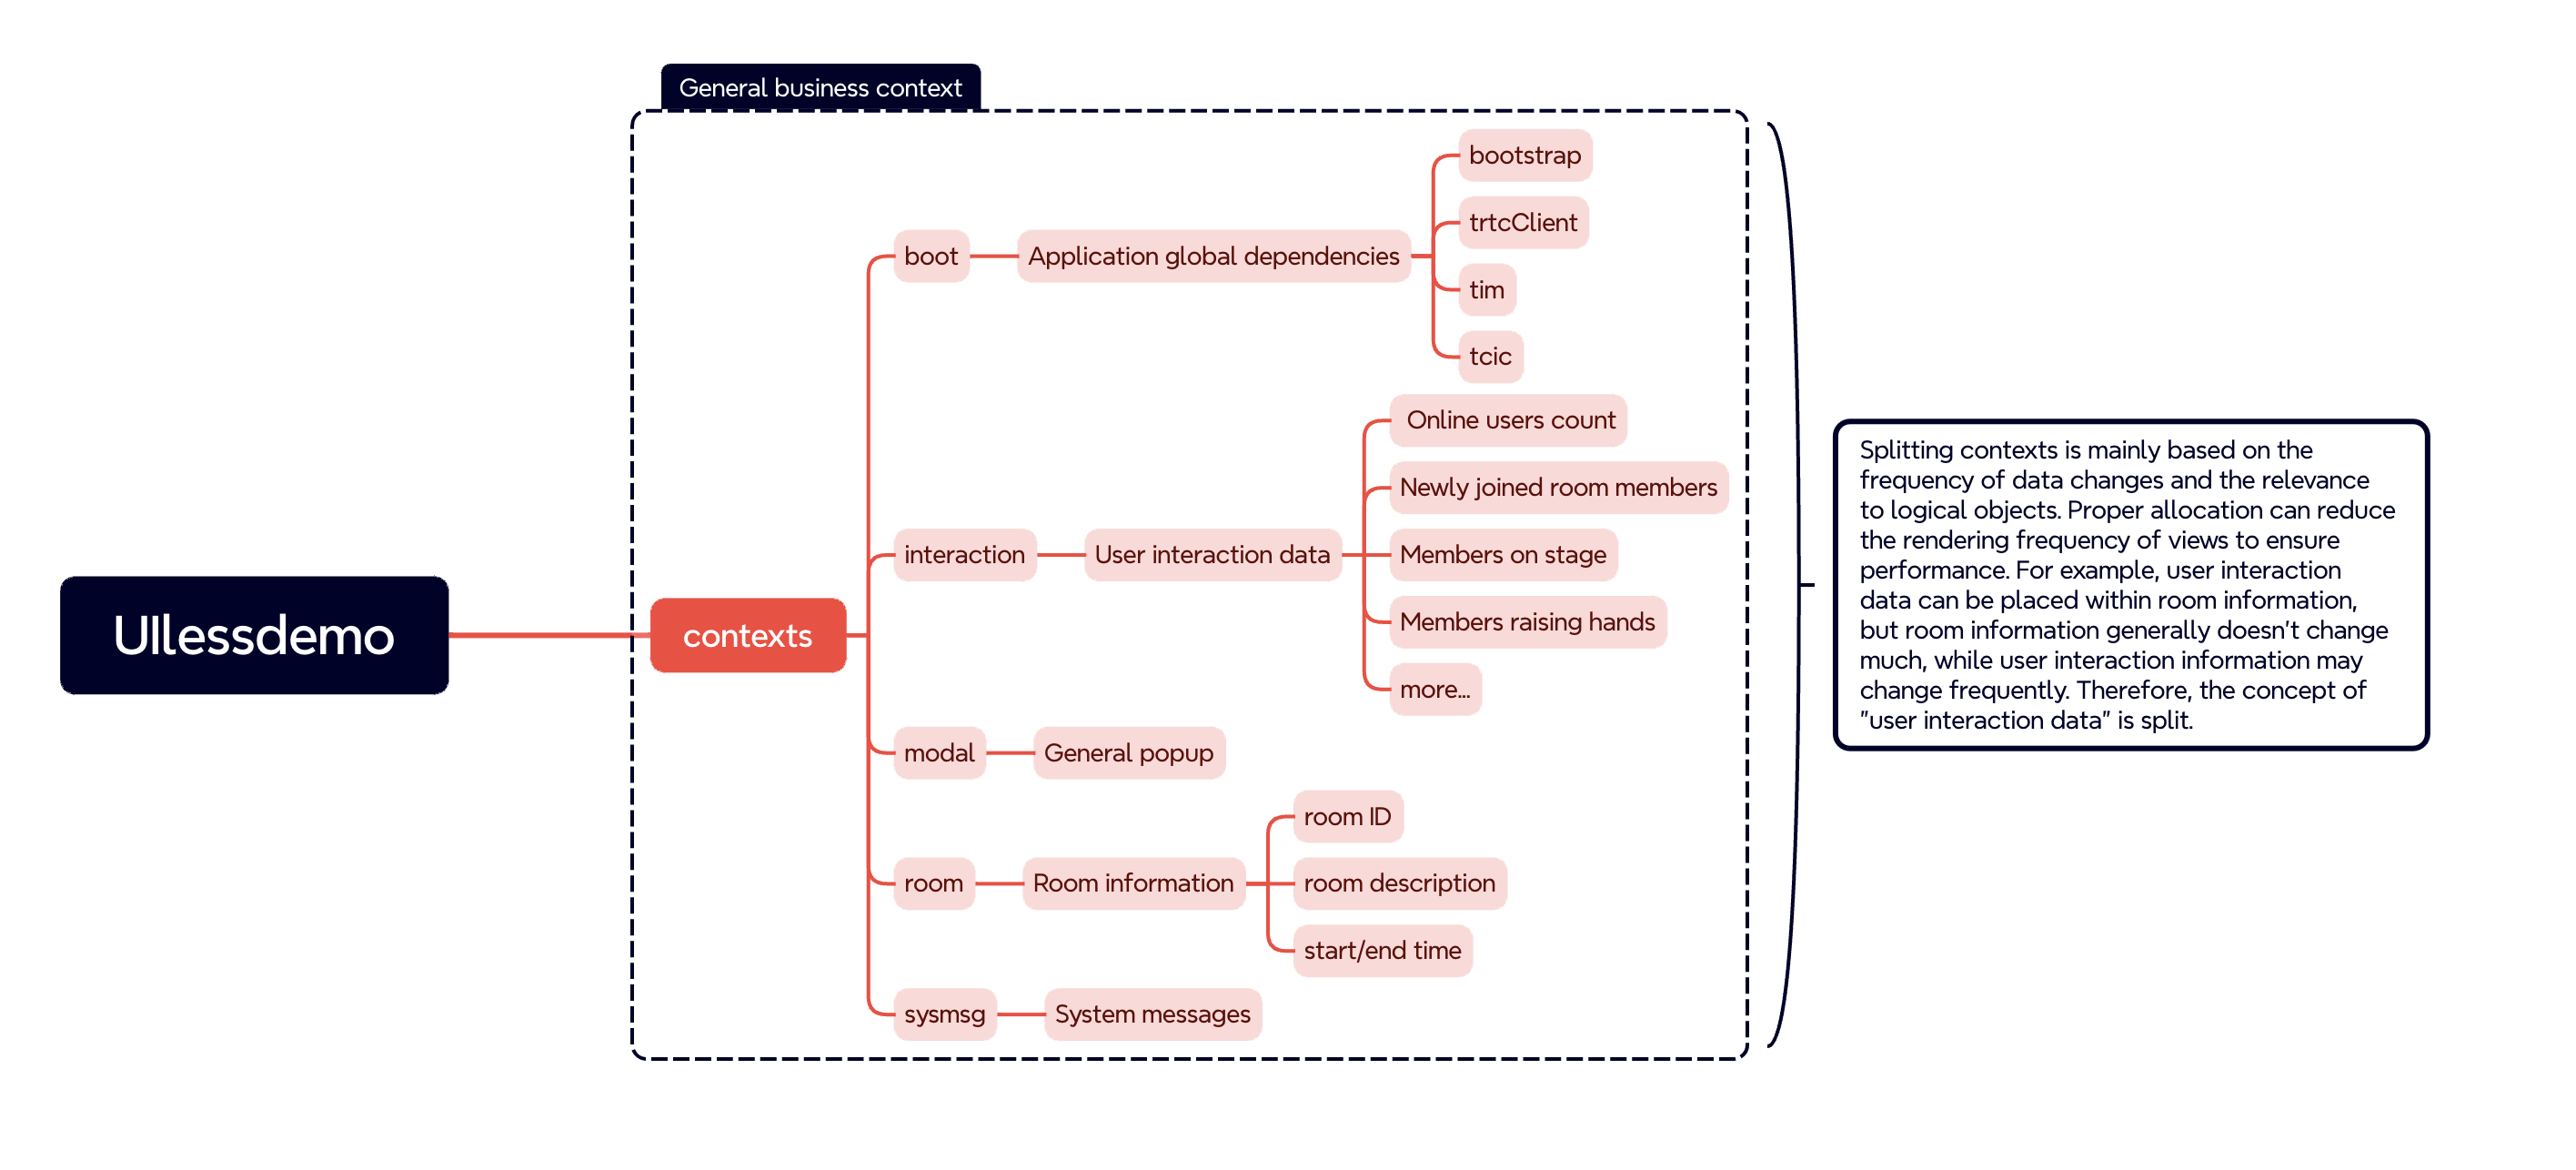 General business context
UIlessdemo
contexts
boot
Application global dependencies
bootstrap
trtcClient
tim
tcic
interaction
User interaction data
Online users count
Newly joined room members
Members on stage
Members raising hands
more...
modal
General popup
room
Room information
room ID
room description
start/end time
sysmsg
System messages
Splitting contexts is mainly based on the
frequency of data changes and the relevance
to logical objects. Proper allocation can reduce
the rendering frequency of views to ensure
performance. For example, user interaction
data can be placed within room information,
but room information generally doesn't change
much, while user interaction information may
change frequently. Therefore, the concept of
"user interaction data" is split.